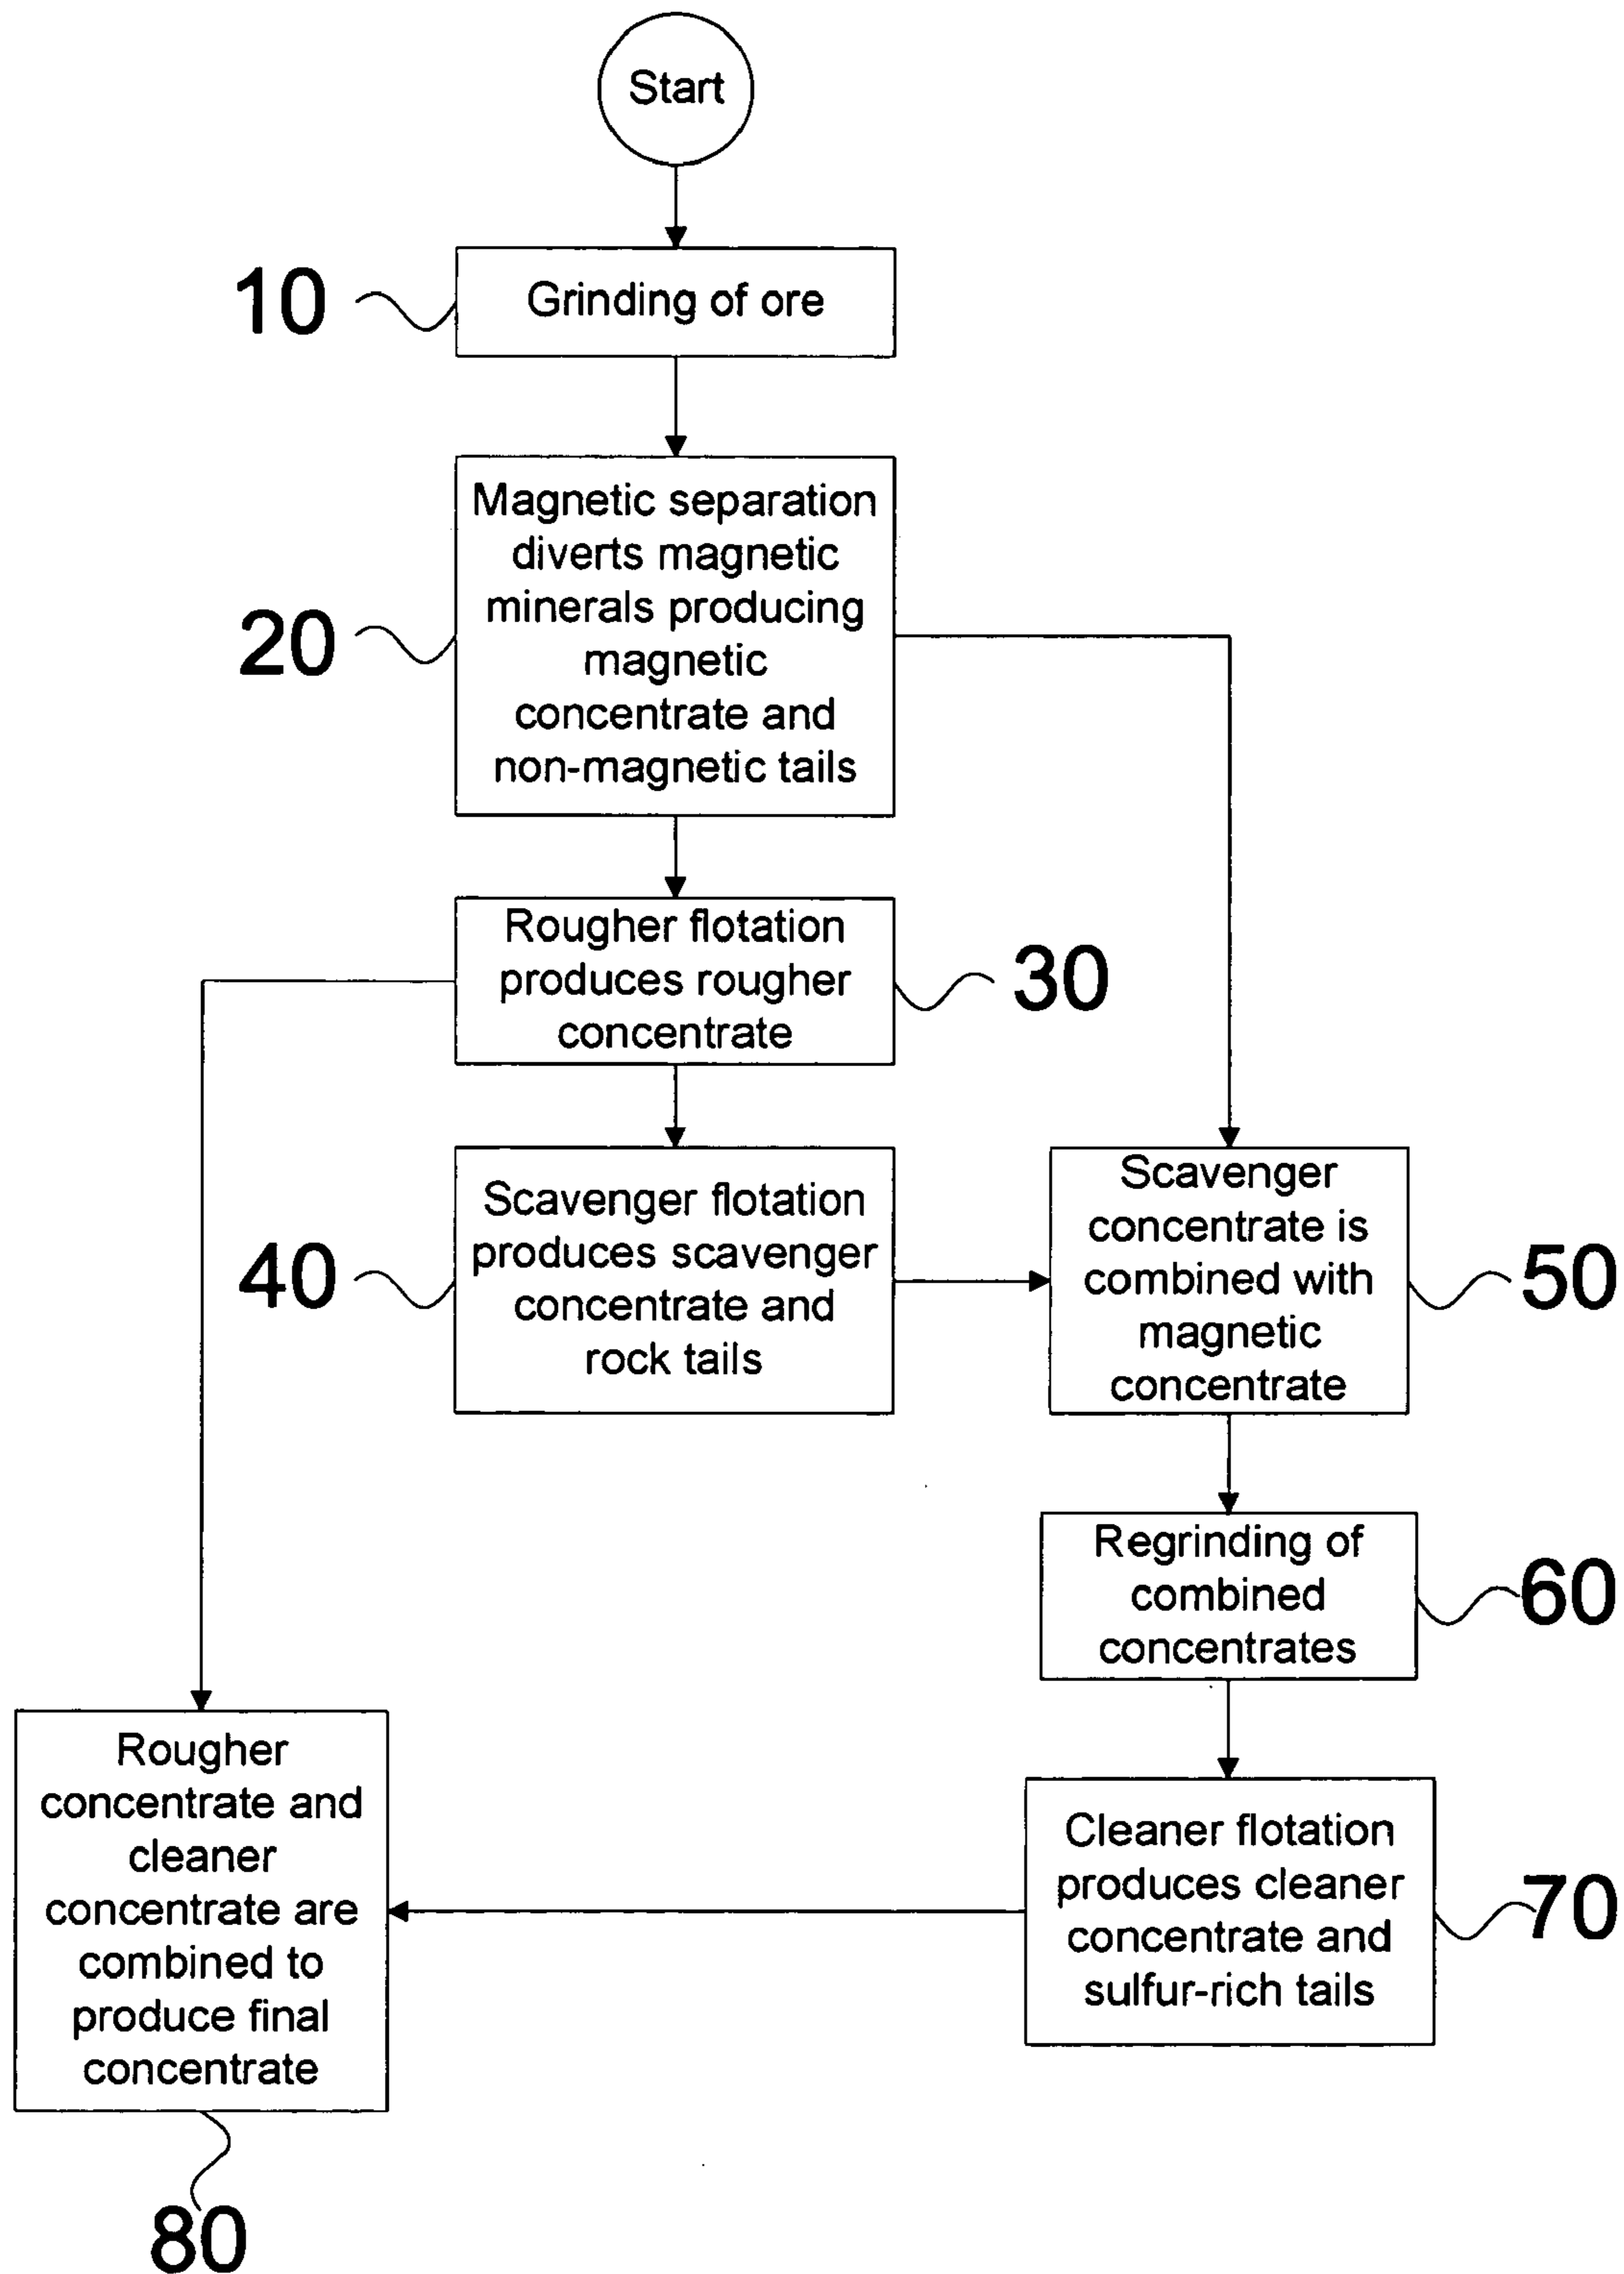 Start
10
Grinding of ore
20
Magnetic separation
diverts magnetic
minerals producing
magnetic
concentrate and
non-magnetic tails
Rougher flotation
produces rougher
concentrate
30
40
Scavenger flotation
produces scavenger
concentrate and
rock tails
Scavenger
concentrate is
combined with
magnetic
concentrate
50
Regrinding of
combined
concentrates
60
Rougher
concentrate and
cleaner
concentrate are
combined to
produce final
concentrate
Cleaner flotation
produces cleaner
concentrate and
sulfur-rich tails
70
80